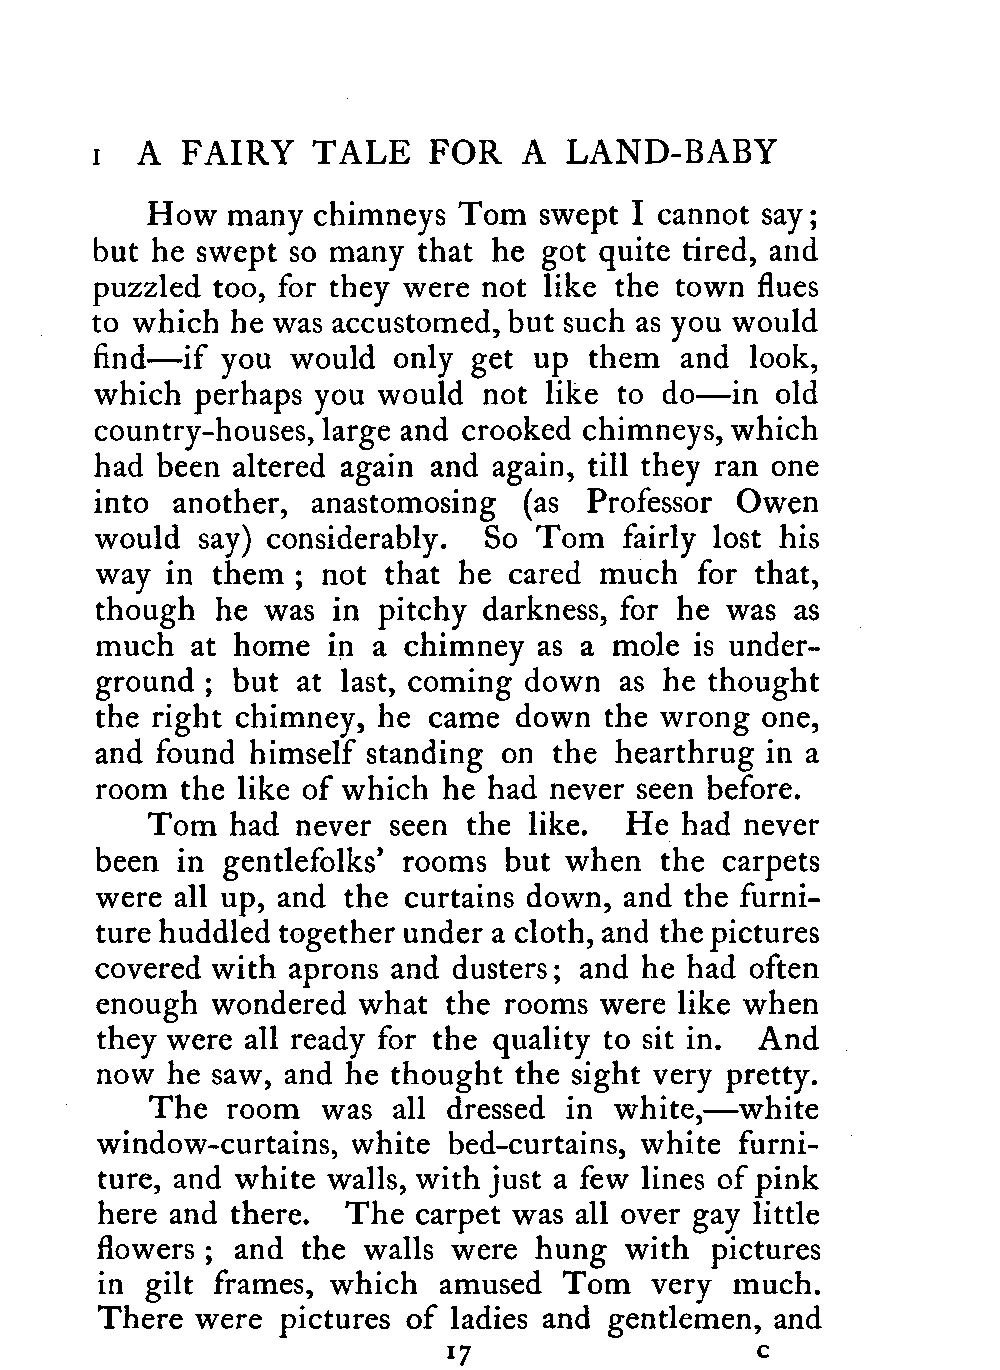 I A FAIRY TALE FOR A LAND-BABY
How many chimneys Tom swept I cannot say;
but he swept so many that he got quite tired, and
puzzled too, for they were not like the town flues
to which he was accustomed, but such as you would
find—if you would only get up them and look,
which perhaps you would not like to do—in old
country-houses, large and crooked chimneys, which
had been altered again and again, till they ran one
into another, anastomosing (as Professor Owen
would say) considerably. So Tom fairly lost his
way in them; not that he cared much for that,
though he was in pitchy darkness, for he was as
much at home in a chimney as a mole is under-
ground; but at last, coming down as he thought
the right chimney, he came down the wrong one,
and found himself standing on the hearthrug in a
room the like of which he had never seen before.
Tom had never seen the like. He had never
been in gentlefolks' rooms but when the carpets
were all up, and the curtains down, and the furni-
ture huddled together under a cloth, and the pictures
covered with aprons and dusters; and he had often
enough wondered what the rooms were like when
they were all ready for the quality to sit in. And
now he saw, and he thought the sight very pretty.
The room was all dressed in white,—white
window-curtains, white bed-curtains, white furni-
ture, and white walls, with just a few lines of pink
here and there. The carpet was all over gay little
flowers; and the walls were hung with pictures
in gilt frames, which amused Tom very much.
There were pictures of ladies and gentlemen, and
17 C